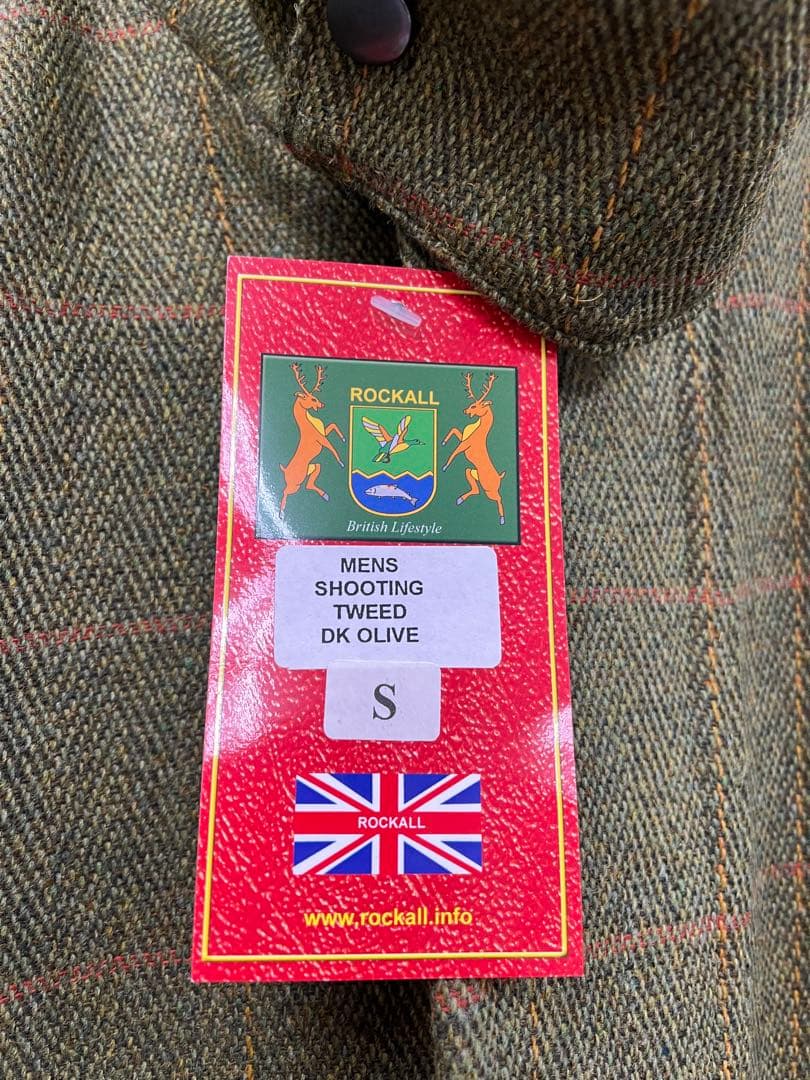 ROCKALL
British Lifestyle
MENS
SHOOTING
TWEED
DK OLIVE
S
ROCKALL
www.rockall.info